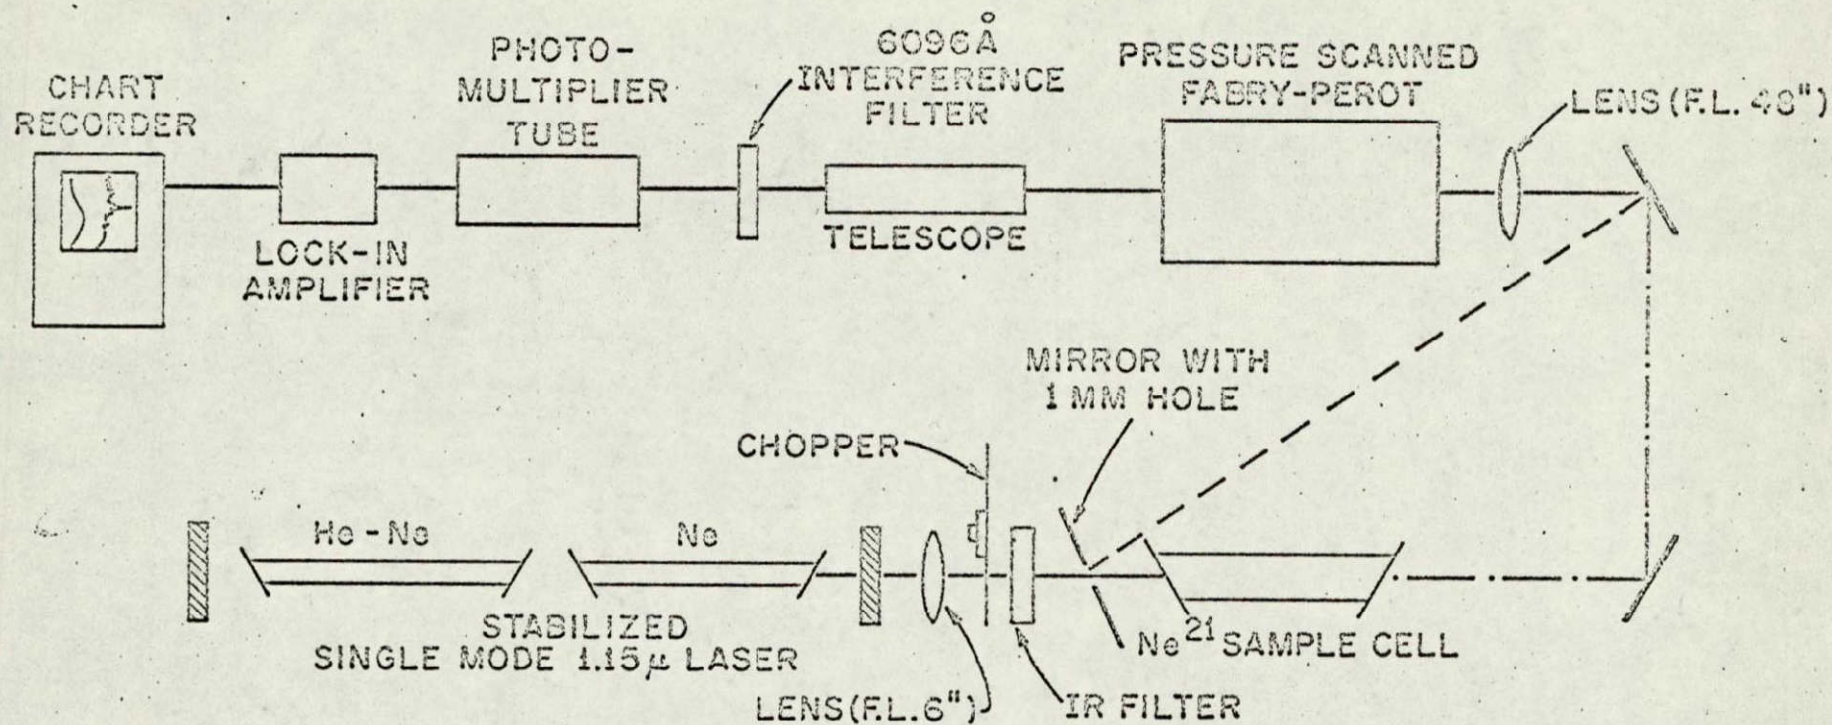 CHART
RECORDER
PHOTO-
MULTIPLIER
TUBE
6096Å
INTERFERENCE
FILTER
PRESSURE SCANNED
FABRY-PEROT
LENS (F.L. 48")
LOCK-IN
AMPLIFIER
TELESCOPE
MIRROR WITH
1 MM HOLE
CHOPPER
He-Ne
Ne
STABILIZED
SINGLE MODE 1.15μ LASER
Ne21 SAMPLE CELL
LENS (F.L. 6")
IR FILTER